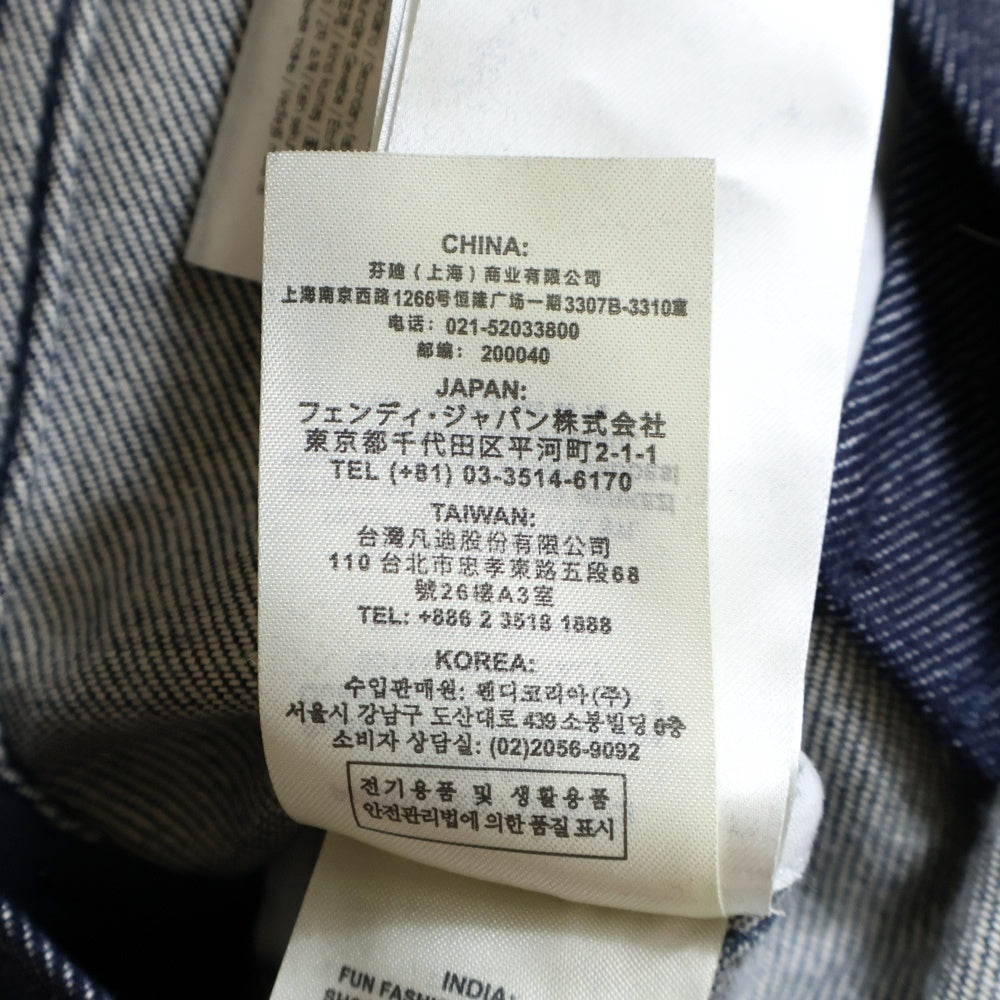 CHINA:
芬迪（上海）商业有限公司
上海南京西路1266号恒隆广场一期3307B-3310室
电话：021-52033800
邮编：200040
JAPAN:
フェンディ・ジャパン株式会社
東京都千代田区平河町2-1-1
TEL (+81) 03-3514-6170
TAIWAN:
台灣凡迪股份有限公司
110 台北市忠孝東路五段68
號26樓A3室
TEL: +886 2 3518 1888
KOREA:
수입판매원: 펜디코리아(주)
서울시 강남구 도산대로 439 소봉빌딩 6층
소비자 상담실: (02)2056-9092
전기용품 및 생활용품
안전관리법에 의한 품질 표시
INDIA:
FUN